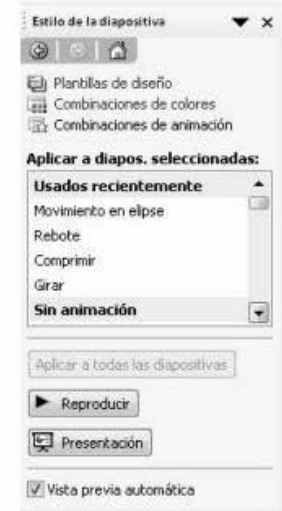 Estilo de la diapositiva
Plantillas de diseño
Combinaciones de colores
Combinaciones de animación
Aplicar a diapos. seleccionadas:
Usados recientemente
Movimiento en elipse
Rebote
Comprimir
Girar
Sin animación
Aplicar a todas las diapositivas
Reproducir
Presentación
Vista previa automática